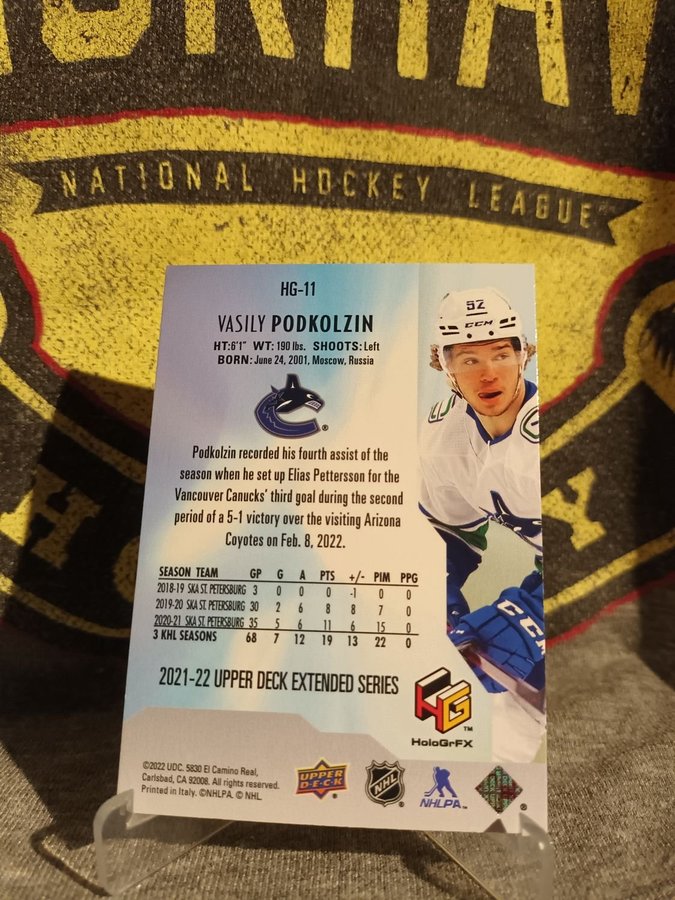 NATIONAL HOCKEY LEAGUE
HG-11
VASILY PODKOLZIN
HT:6'1" WT: 190 lbs. SHOOTS: Left
BORN: June 24, 2001, Moscow, Russia
92
CCM
Podkolzin recorded his fourth assist of the
season when he set up Elias Pettersson for the
Vancouver Canucks' third goal during the second
period of a 5-1 victory over the visiting Arizona
Coyotes on Feb. 8, 2022.
SEASON TEAM GP G A PTS +/- PIM PPG
2018-19 SKA ST. PETERSBURG 3 0 0 0 -1 0 0
2019-20 SKA ST. PETERSBURG 30 2 6 8 8 7 0
2020-21 SKA ST. PETERSBURG 35 5 6 11 6 15 0
3 KHL SEASONS 68 7 12 19 13 22 0
CCM
2021-22 UPPER DECK EXTENDED SERIES
HG TM
HoloGrFX
©2022 UDC. 5830 El Camino Real,
Carlsbad, CA 92008. All rights reserved.
Printed in Italy. ©NHLPA. © NHL.
UPPER DECK
NHL
NHLPA